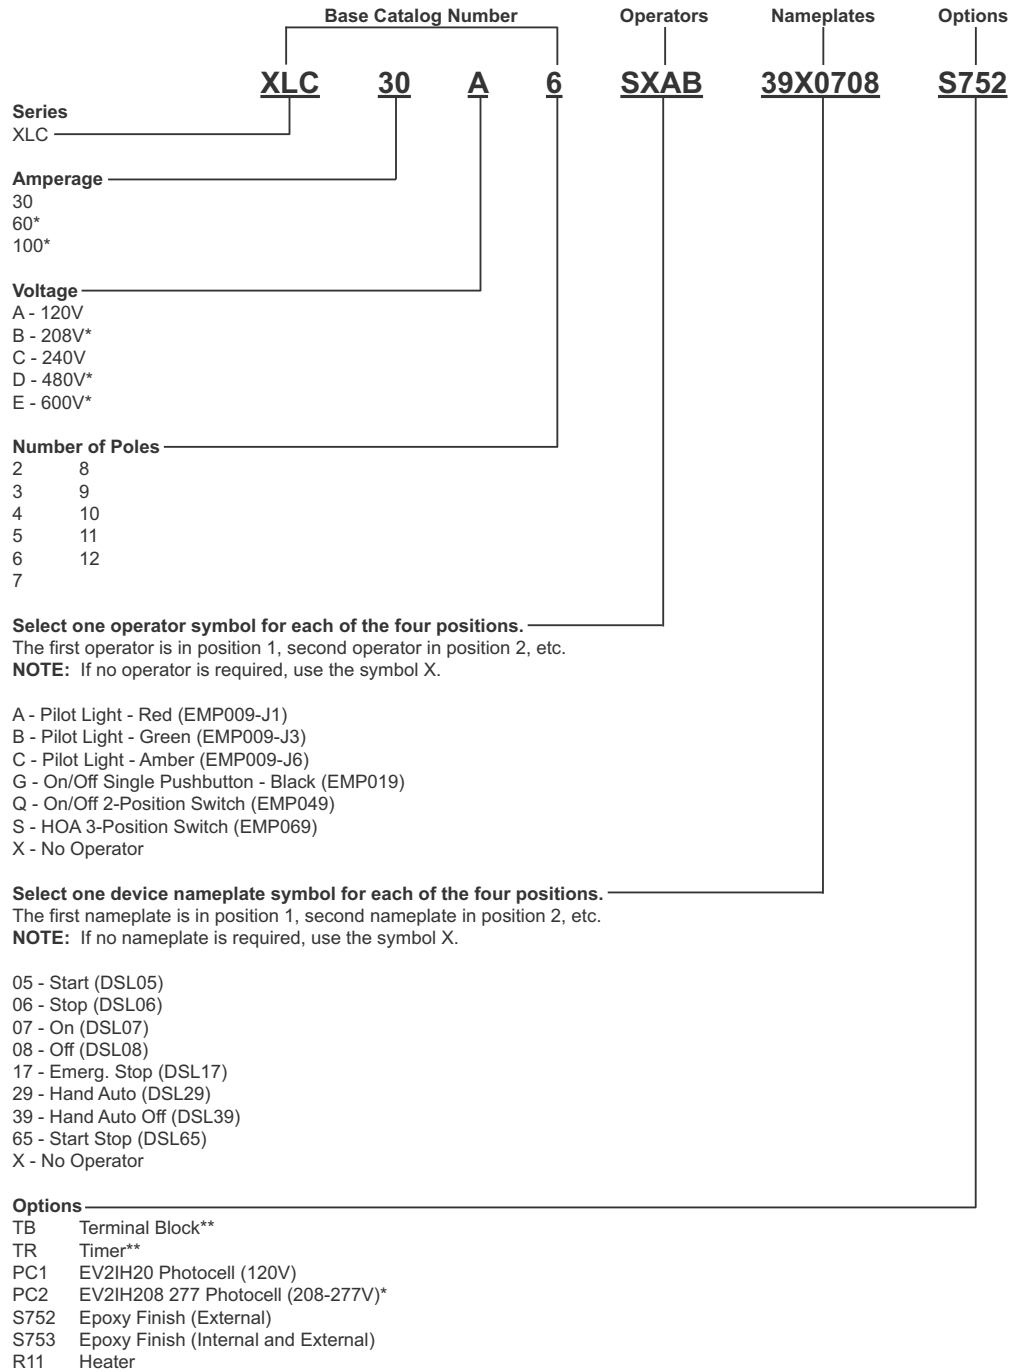 Base Catalog Number Operators Nameplates Options
XLC 30 A 6 SXAB 39X0708 S752
Series
XLC
Amperage
30
60*
100*
Voltage
A - 120V
B - 208V*
C - 240V
D - 480V*
E - 600V*
Number of Poles
2 8
3 9
4 10
5 11
6 12
7
Select one operator symbol for each of the four positions.
The first operator is in position 1, second operator in position 2, etc.
NOTE: If no operator is required, use the symbol X.
A - Pilot Light - Red (EMP009-J1)
B - Pilot Light - Green (EMP009-J3)
C - Pilot Light - Amber (EMP009-J6)
G - On/Off Single Pushbutton - Black (EMP019)
Q - On/Off 2-Position Switch (EMP049)
S - HOA 3-Position Switch (EMP069)
X - No Operator
Select one device nameplate symbol for each of the four positions.
The first nameplate is in position 1, second nameplate in position 2, etc.
NOTE: If no nameplate is required, use the symbol X.
05 - Start (DSL05)
06 - Stop (DSL06)
07 - On (DSL07)
08 - Off (DSL08)
17 - Emerg. Stop (DSL17)
29 - Hand Auto (DSL29)
39 - Hand Auto Off (DSL39)
65 - Start Stop (DSL65)
X - No Operator
Options
TB Terminal Block**
TR Timer**
PC1 EV2IH20 Photocell (120V)
PC2 EV2IH208 277 Photocell (208-277V)*
S752 Epoxy Finish (External)
S753 Epoxy Finish (Internal and External)
R11 Heater